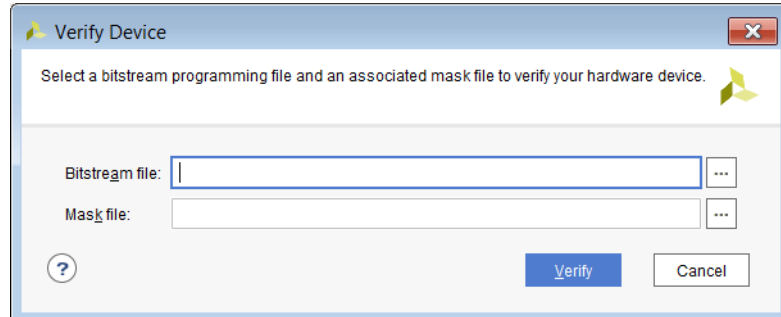 Verify Device
Select a bitstream programming file and an associated mask file to verify your hardware device.
Bitstream file:
...
Mask file:
...
?
Verify
Cancel